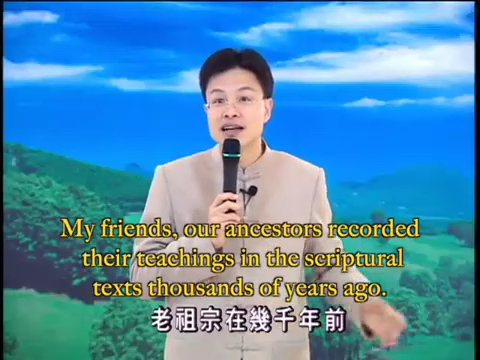 My friends, our ancestors recorded
their teachings in the scriptural
texts thousands of years ago.
老祖宗在幾千年前